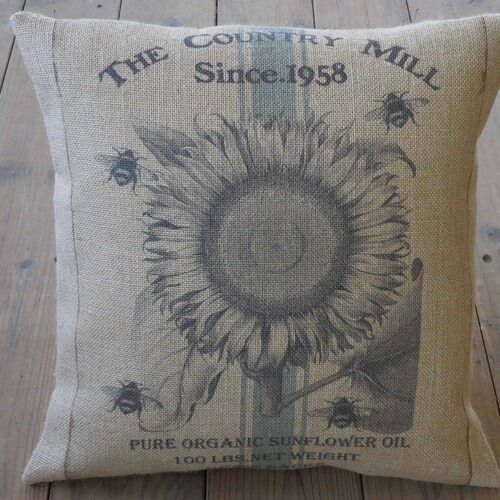 The Country Mill
Since.1958
PURE ORGANIC SUNFLOWER OIL
100 LBS.NET WEIGHT